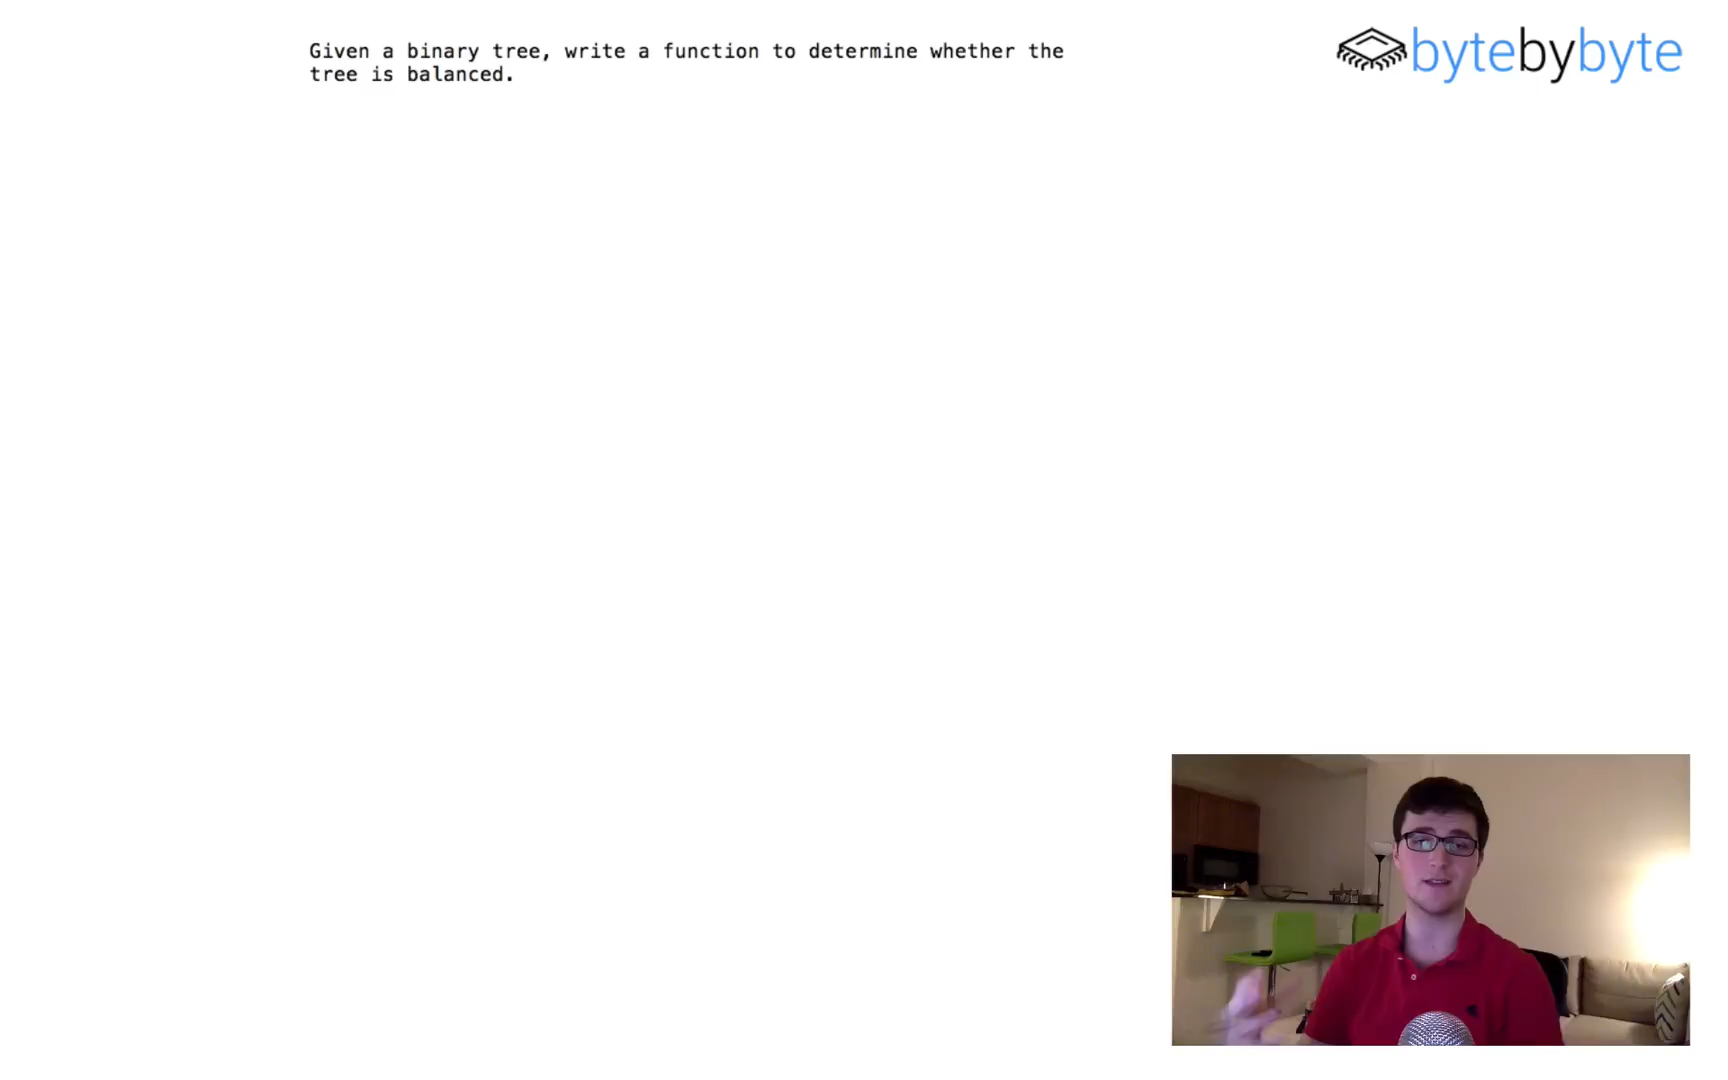 Given a binary tree, write a function to determine whether the
tree is balanced.
bytebybyte